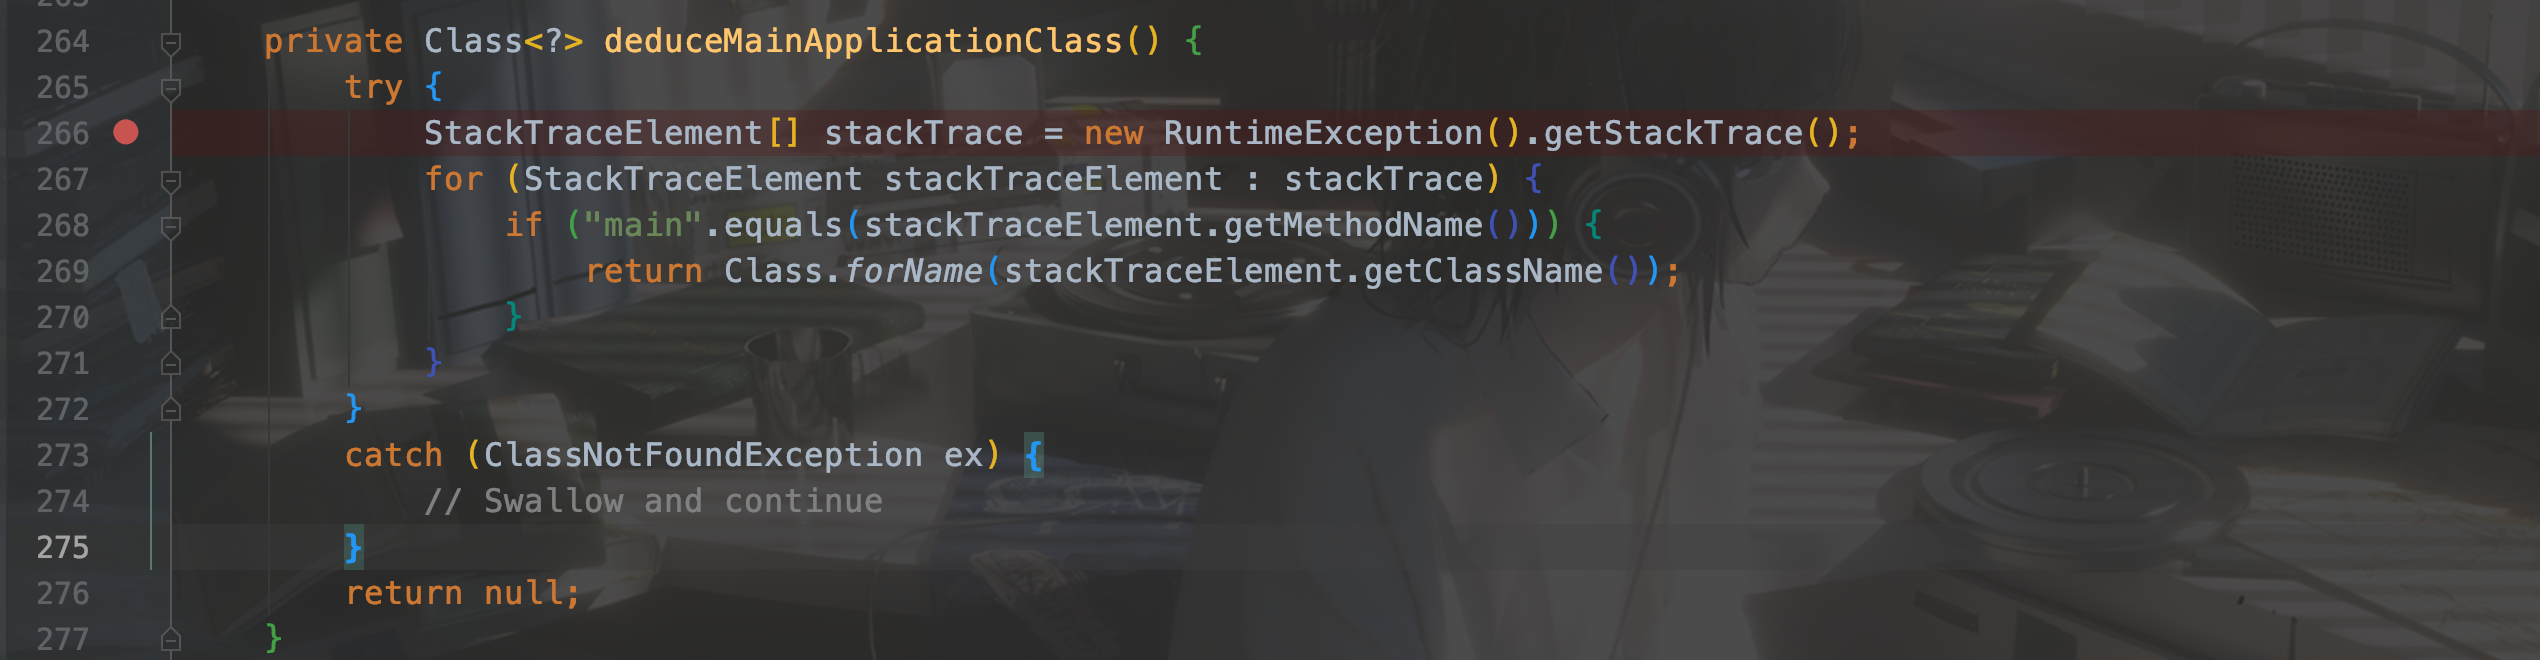 263
264 private Class<?> deduceMainApplicationClass() {
265 try {
266 StackTraceElement[] stackTrace = new RuntimeException().getStackTrace();
267 for (StackTraceElement stackTraceElement : stackTrace) {
268 if ("main".equals(stackTraceElement.getMethodName())) {
269 return Class.forName(stackTraceElement.getClassName());
270 }
271 }
272 }
273 catch (ClassNotFoundException ex) {
274 // Swallow and continue
275 }
276 return null;
277 }